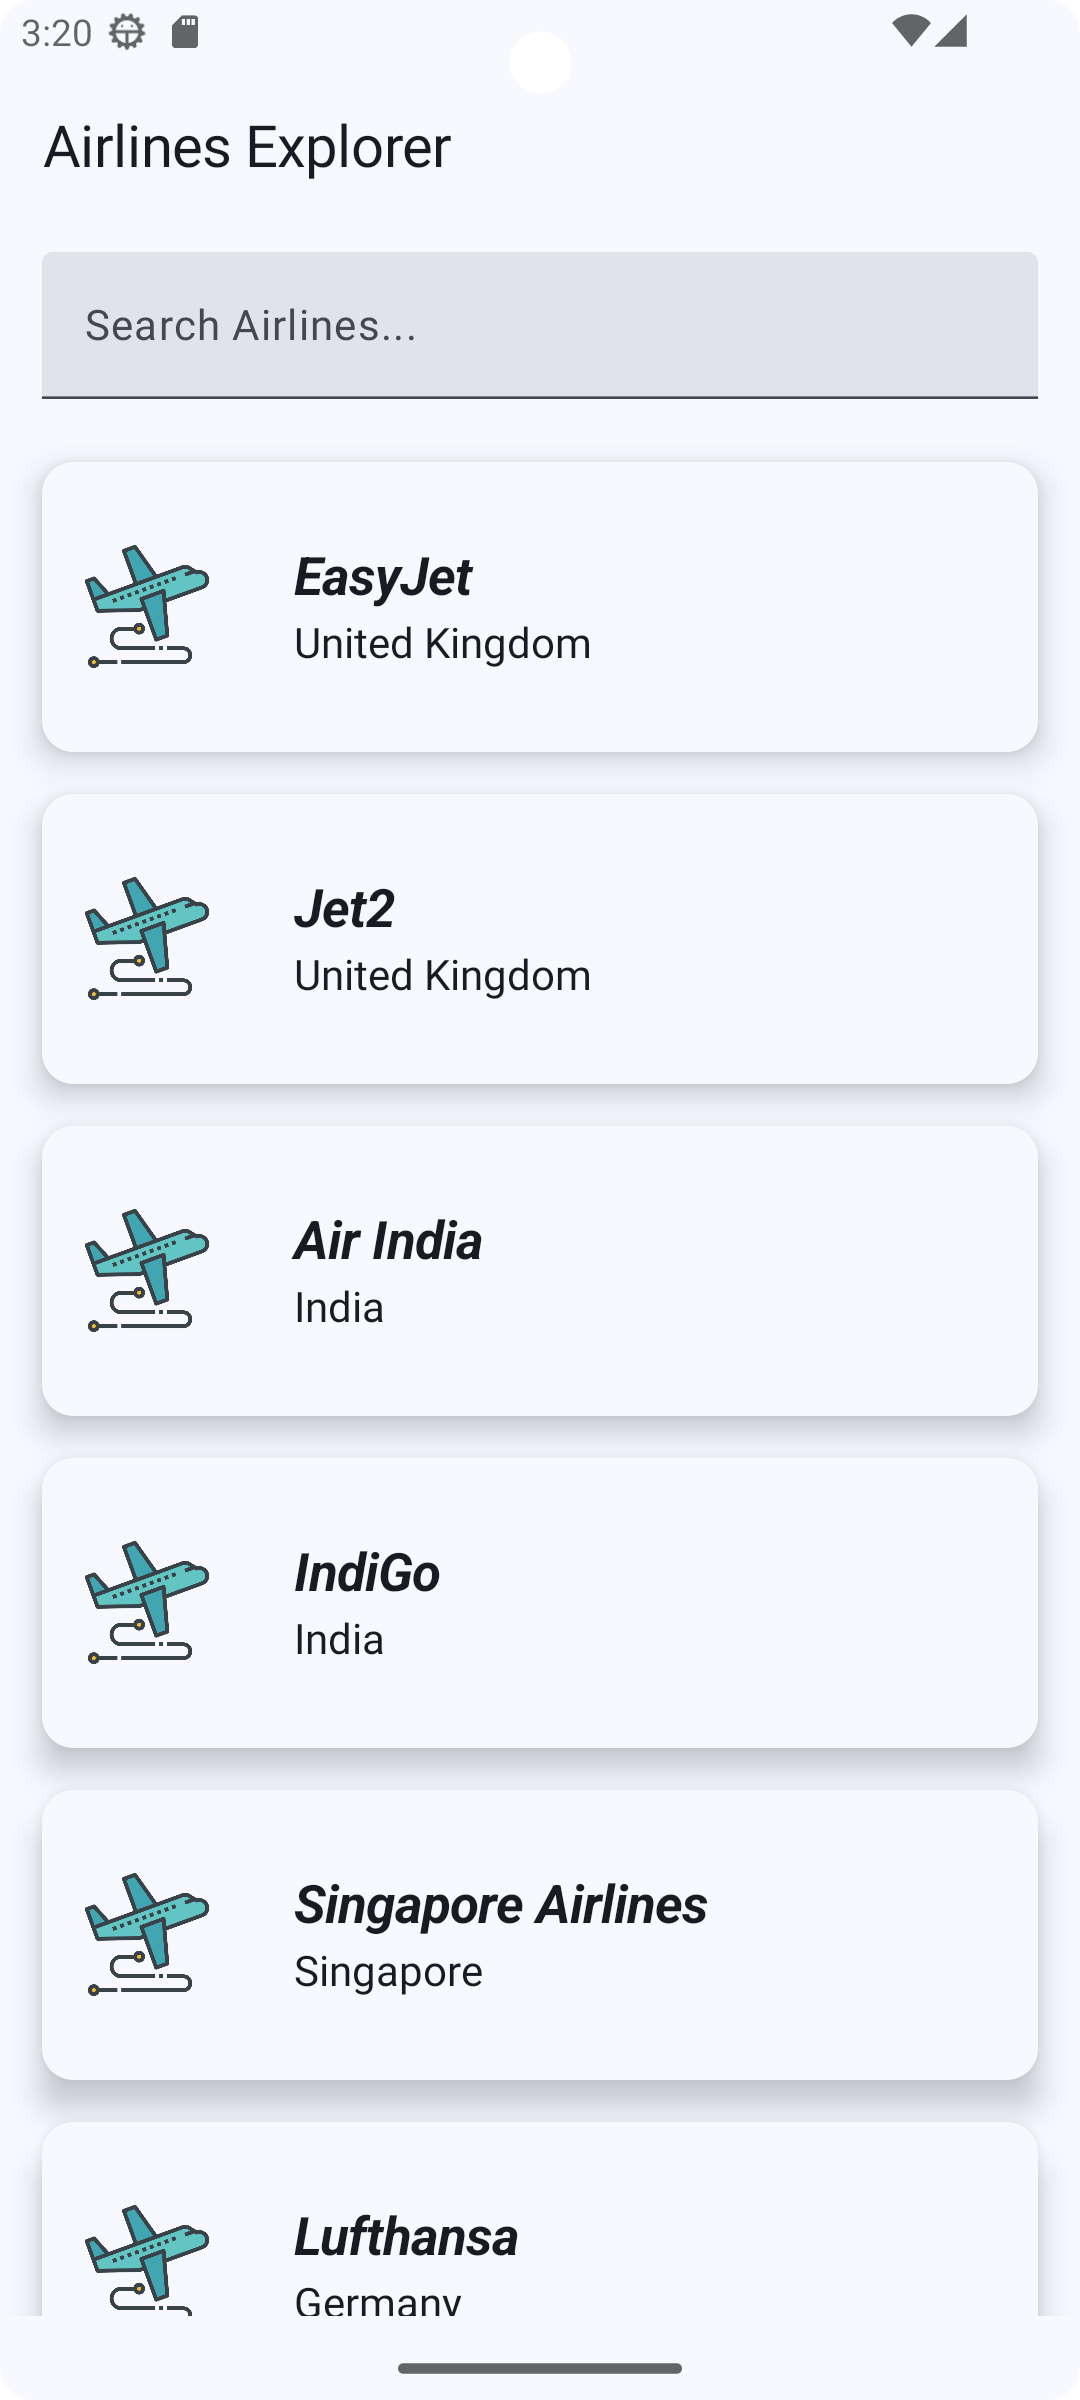 3:20
Airlines Explorer
Search Airlines...
EasyJet
United Kingdom
Jet2
United Kingdom
Air India
India
IndiGo
India
Singapore Airlines
Singapore
Lufthansa
Germany